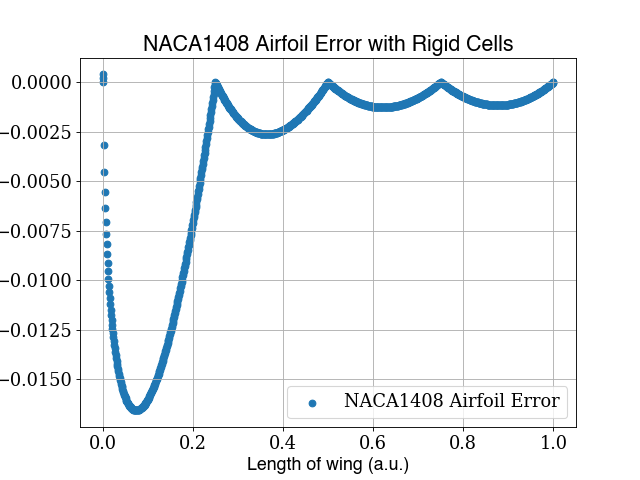 NACA1408 Airfoil Error with Rigid Cells
0.0000
−0.0025
−0.0050
−0.0075
−0.0100
−0.0125
−0.0150
NACA1408 Airfoil Error
0.0 0.2 0.4 0.6 0.8 1.0
Length of wing (a.u.)